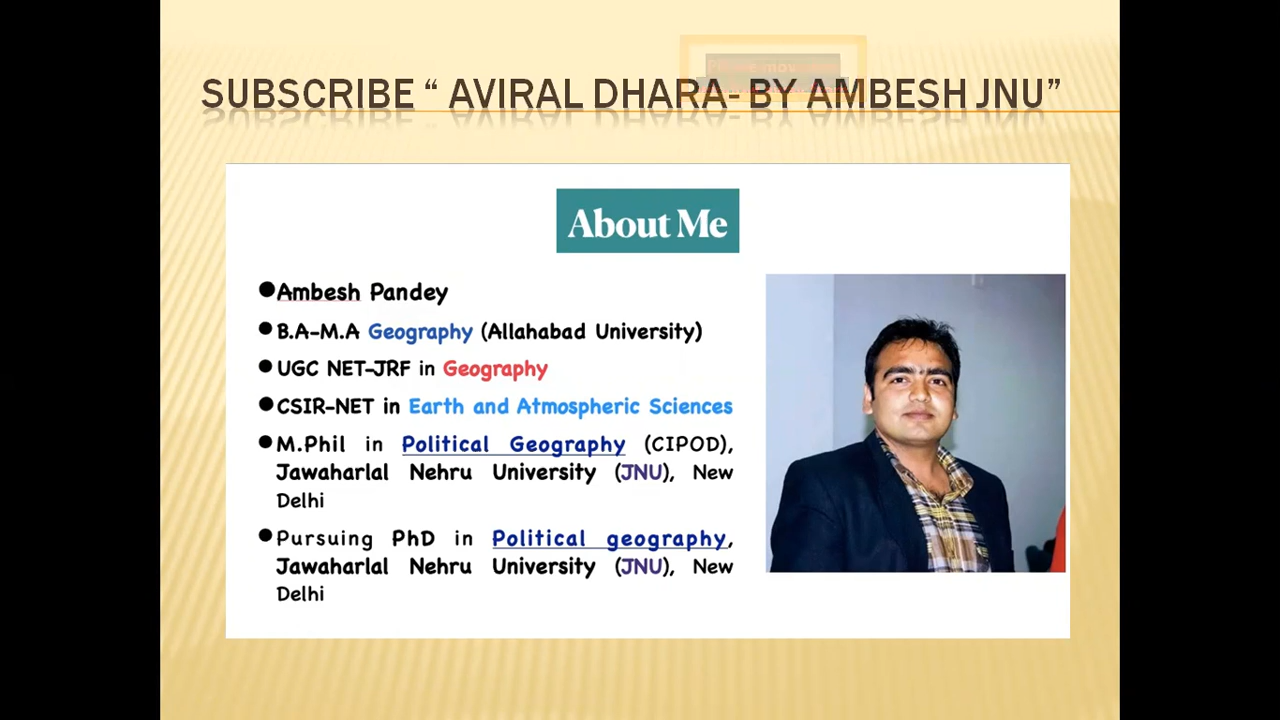 SUBSCRIBE “ AVIRAL DHARA- BY AMBESH JNU”
About Me
●Ambesh Pandey
●B.A-M.A Geography (Allahabad University)
●UGC NET-JRF in Geography
●CSIR-NET in Earth and Atmospheric Sciences
●M.Phil in Political Geography (CIPOD),
Jawaharlal Nehru University (JNU), New
Delhi
●Pursuing PhD in Political geography,
Jawaharlal Nehru University (JNU), New
Delhi